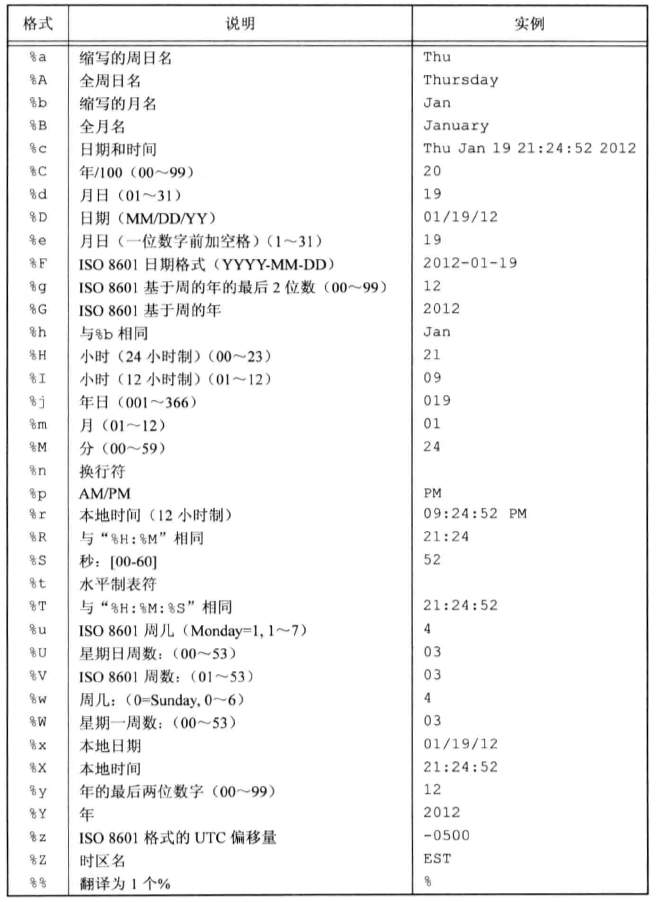 格式 说明 实例
%a 缩写的周日名 Thu
%A 全周日名 Thursday
%b 缩写的月名 Jan
%B 全月名 January
%c 日期和时间 Thu Jan 19 21:24:52 2012
%C 年/100（00～99） 20
%d 月日（01～31） 19
%D 日期（MM/DD/YY） 01/19/12
%e 月日（一位数字前加空格）（1～31） 19
%F ISO 8601 日期格式（YYYY-MM-DD） 2012-01-19
%g ISO 8601 基于周的年的最后 2 位数（00～99） 12
%G ISO 8601 基于周的年 2012
%h 与%b 相同 Jan
%H 小时（24 小时制）（00～23） 21
%I 小时（12 小时制）（01～12） 09
%j 年日（001～366） 019
%m 月（01～12） 01
%M 分（00～59） 24
%n 换行符
%p AM/PM PM
%r 本地时间（12 小时制） 09:24:52 PM
%R 与“%H:%M”相同 21:24
%S 秒：[00-60] 52
%t 水平制表符
%T 与“%H:%M:%S”相同 21:24:52
%u ISO 8601 周几（Monday=1, 1～7） 4
%U 星期日周数：（00～53） 03
%V ISO 8601 周数：（01～53） 03
%w 周几：（0=Sunday, 0～6） 4
%W 星期一周数：（00～53） 03
%x 本地日期 01/19/12
%X 本地时间 21:24:52
%y 年的最后两位数字（00～99） 12
%Y 年 2012
%z ISO 8601 格式的 UTC 偏移量 -0500
%Z 时区名 EST
%% 翻译为 1 个% %